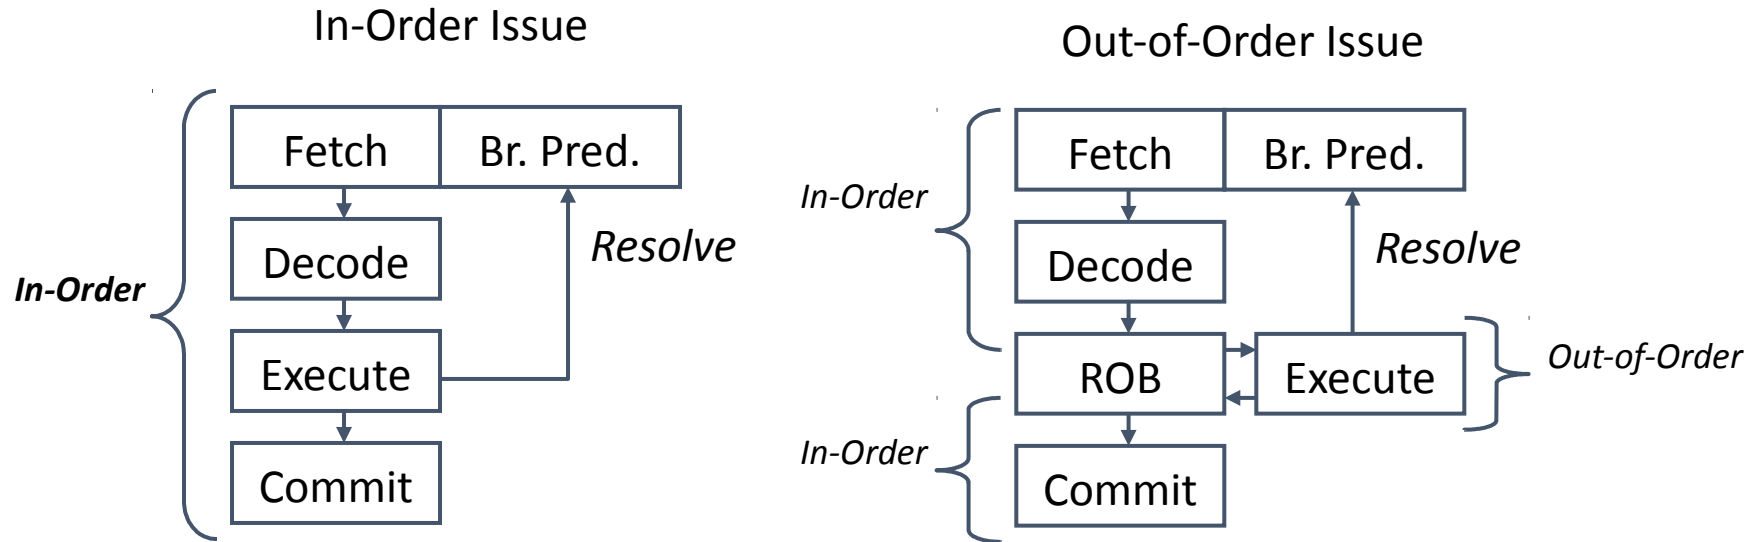 In-Order Issue
Fetch
Br. Pred.
Decode
Resolve
In-Order
Execute
Commit
Out-of-Order Issue
Fetch
Br. Pred.
In-Order
Decode
Resolve
ROB
Execute
Out-of-Order
In-Order
Commit